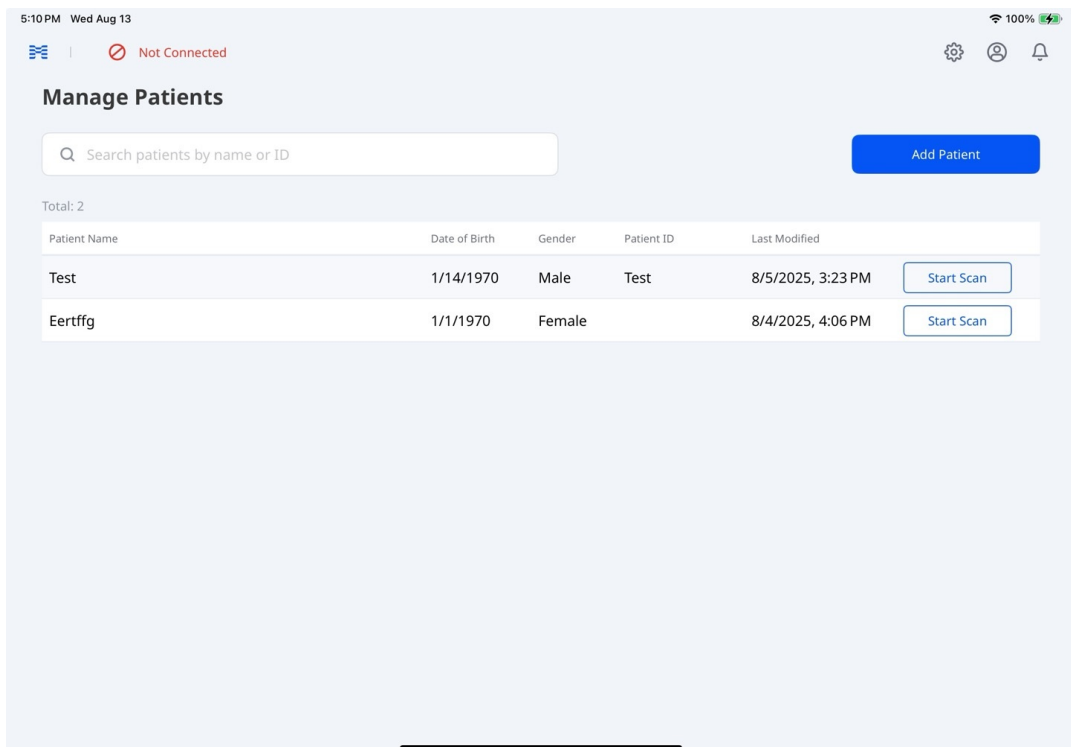 5:10 PM Wed Aug 13 100%
Not Connected
Manage Patients
Search patients by name or ID
Add Patient
Total: 2
Patient Name Date of Birth Gender Patient ID Last Modified
Test 1/14/1970 Male Test 8/5/2025, 3:23 PM Start Scan
Eertffg 1/1/1970 Female 8/4/2025, 4:06 PM Start Scan